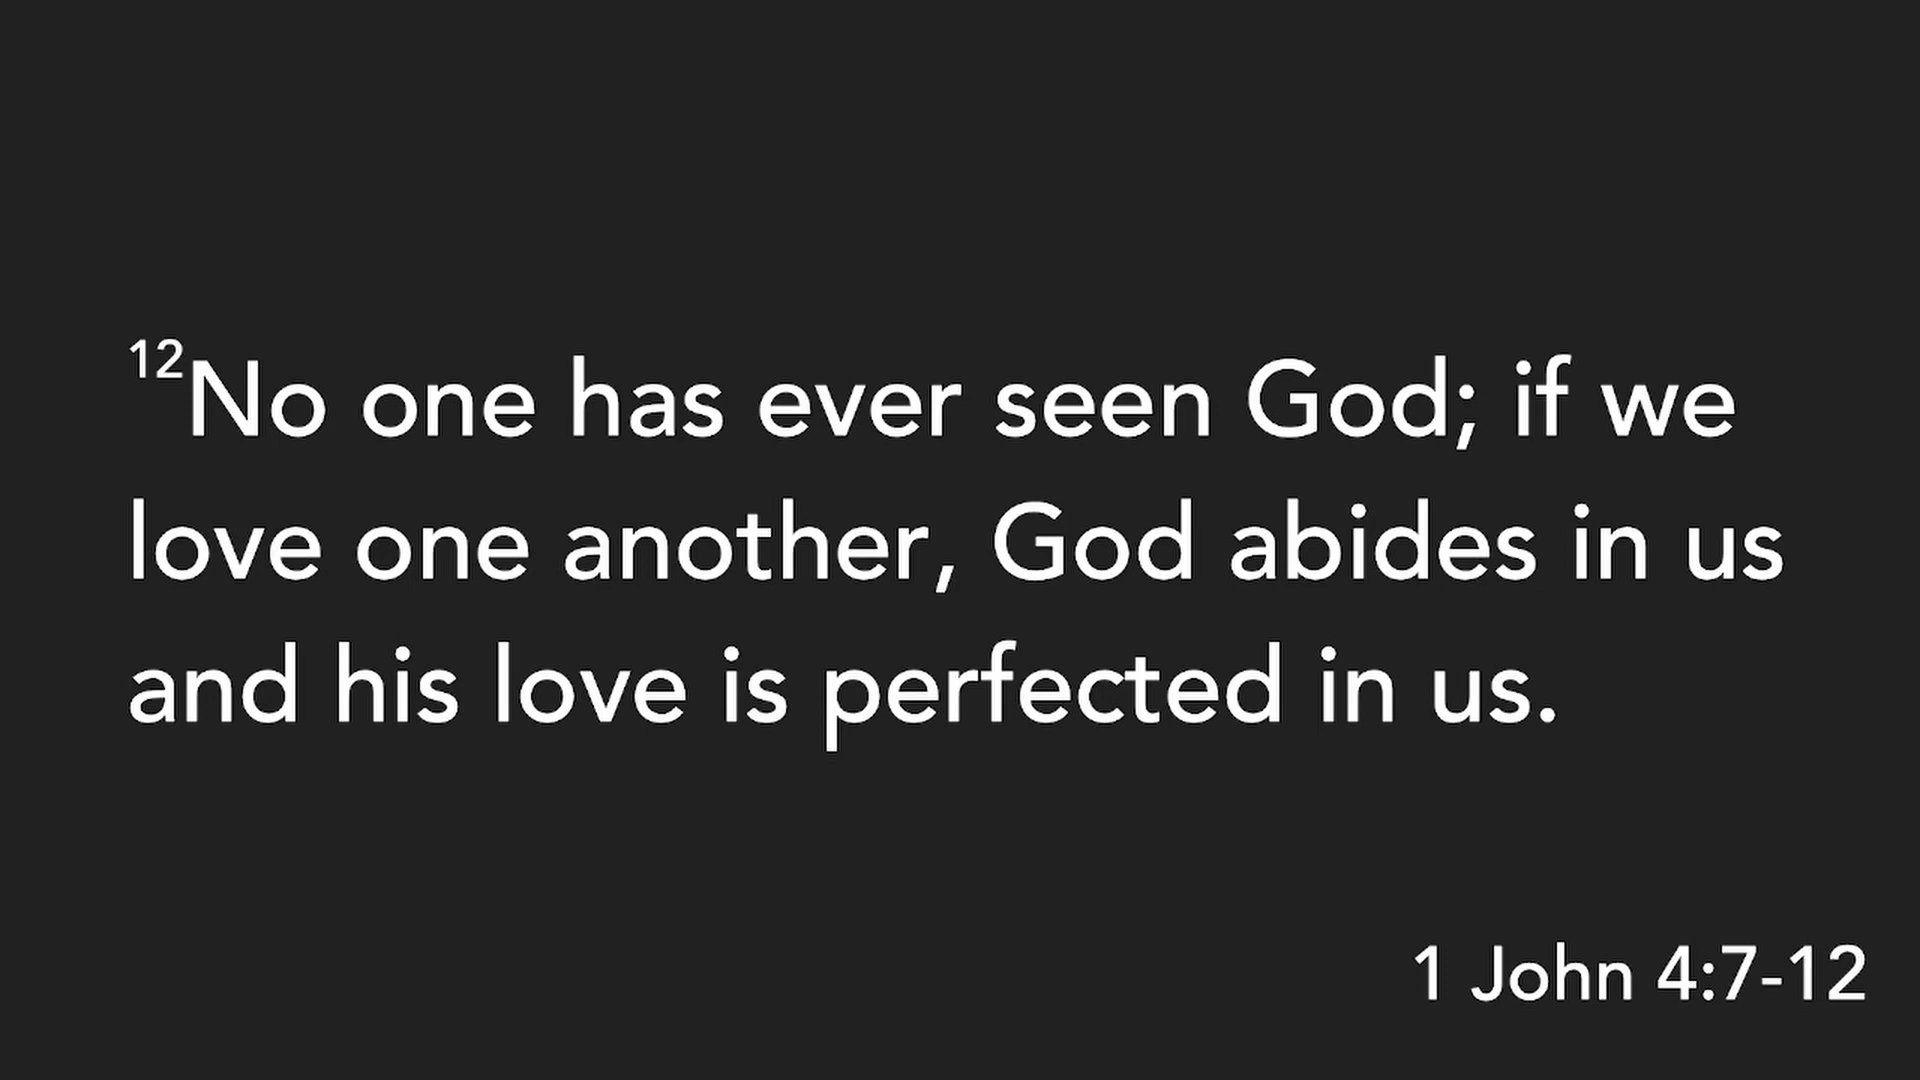 12No one has ever seen God; if we
love one another, God abides in us
and his love is perfected in us.
1 John 4:7-12